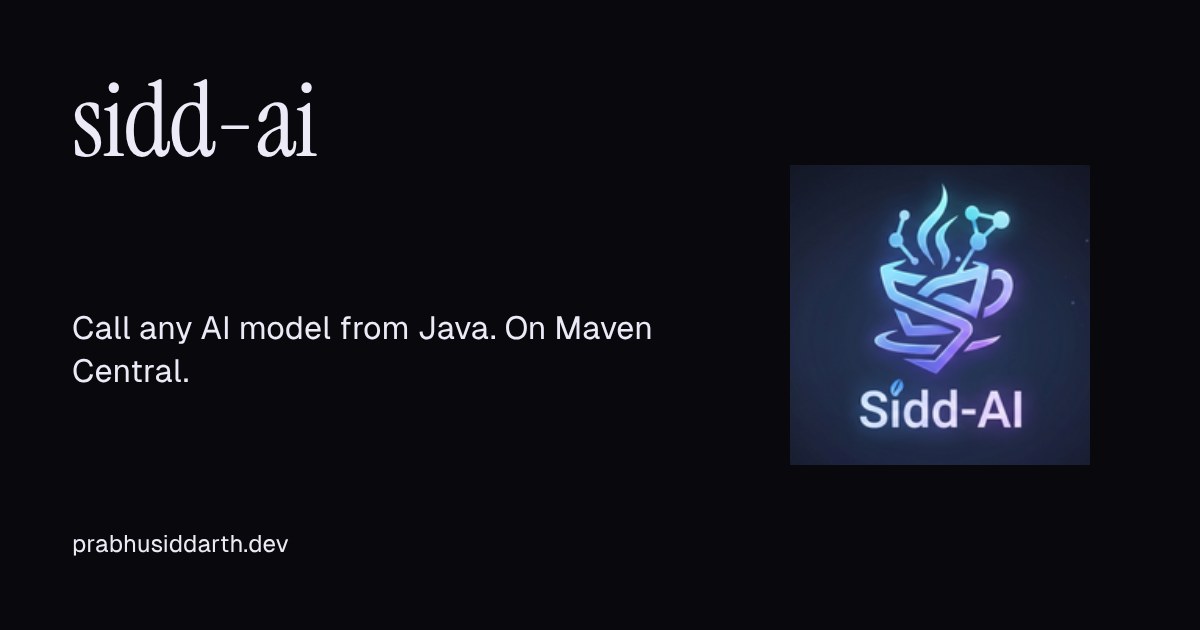 sidd-ai
Call any AI model from Java. On Maven
Central.
Sidd-AI
prabhusiddarth.dev